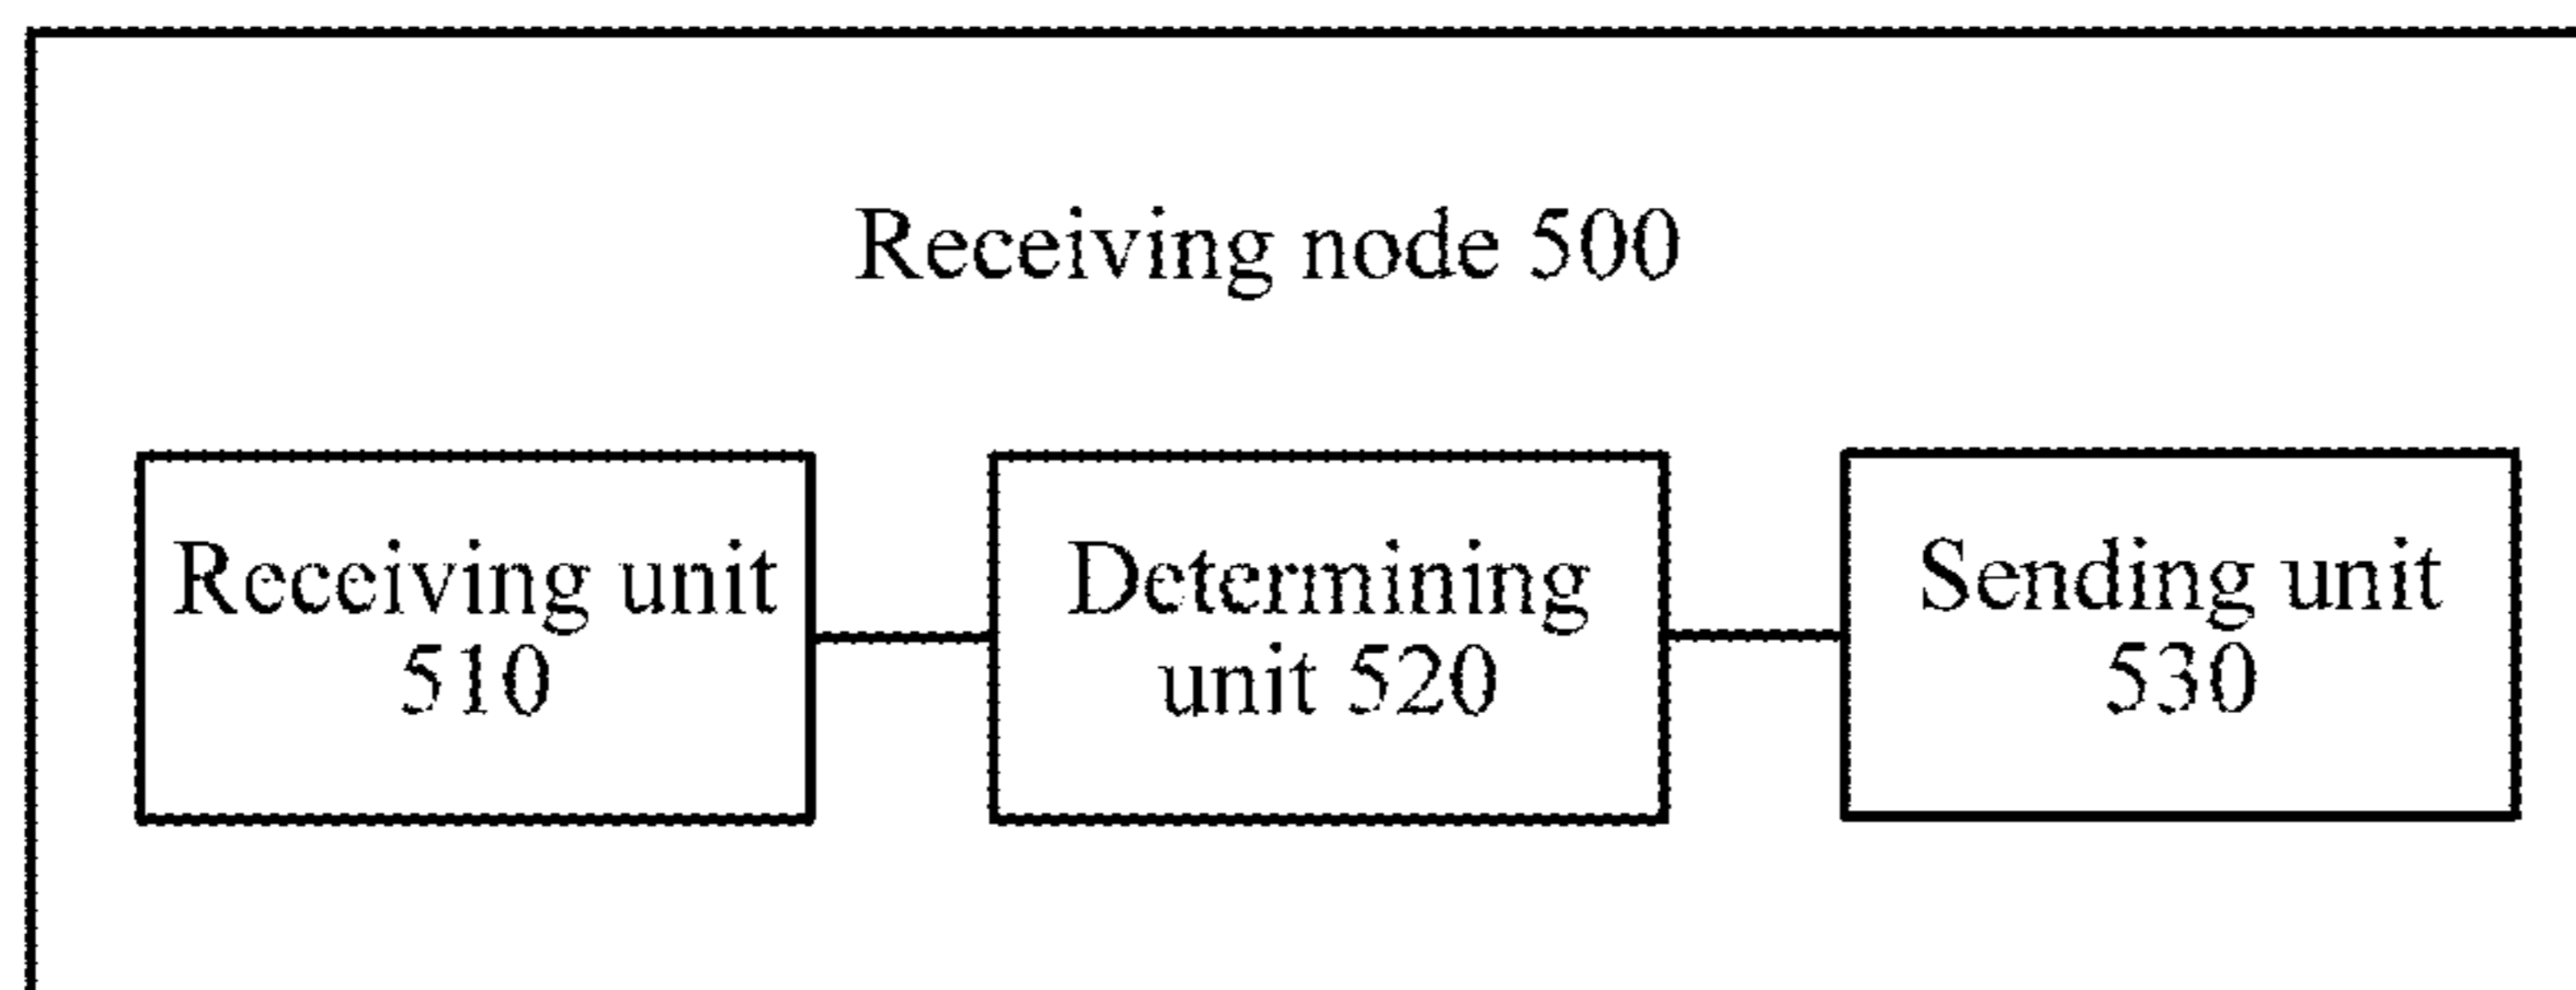 Receiving node 500
Receiving unit
510
Determining
unit 520
Sending unit
530